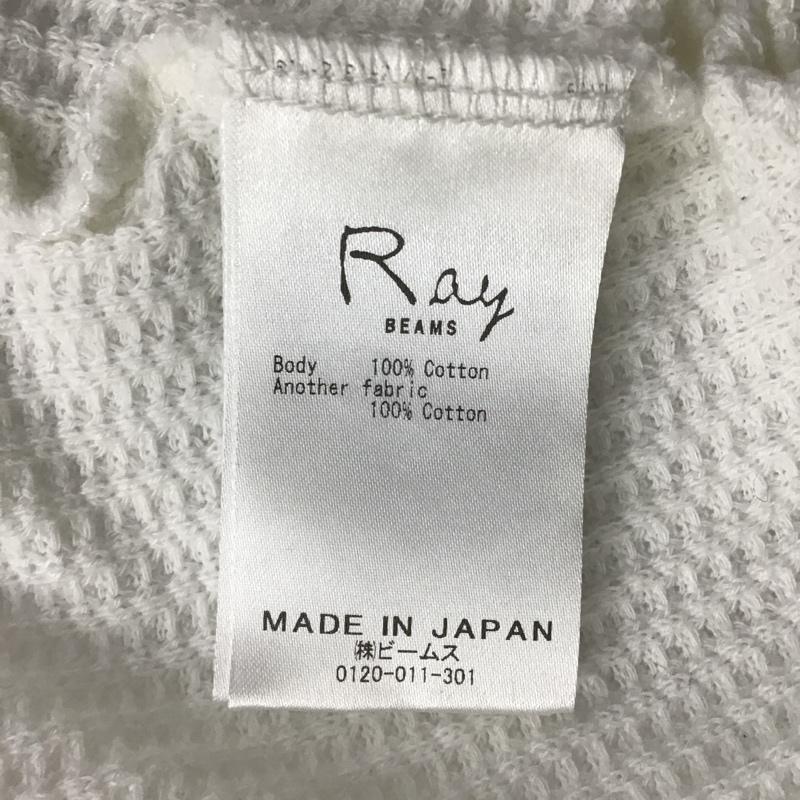 Ray
BEAMS
Body 100% Cotton
Another fabric
100% Cotton
MADE IN JAPAN
㈱ビームス
0120-011-301